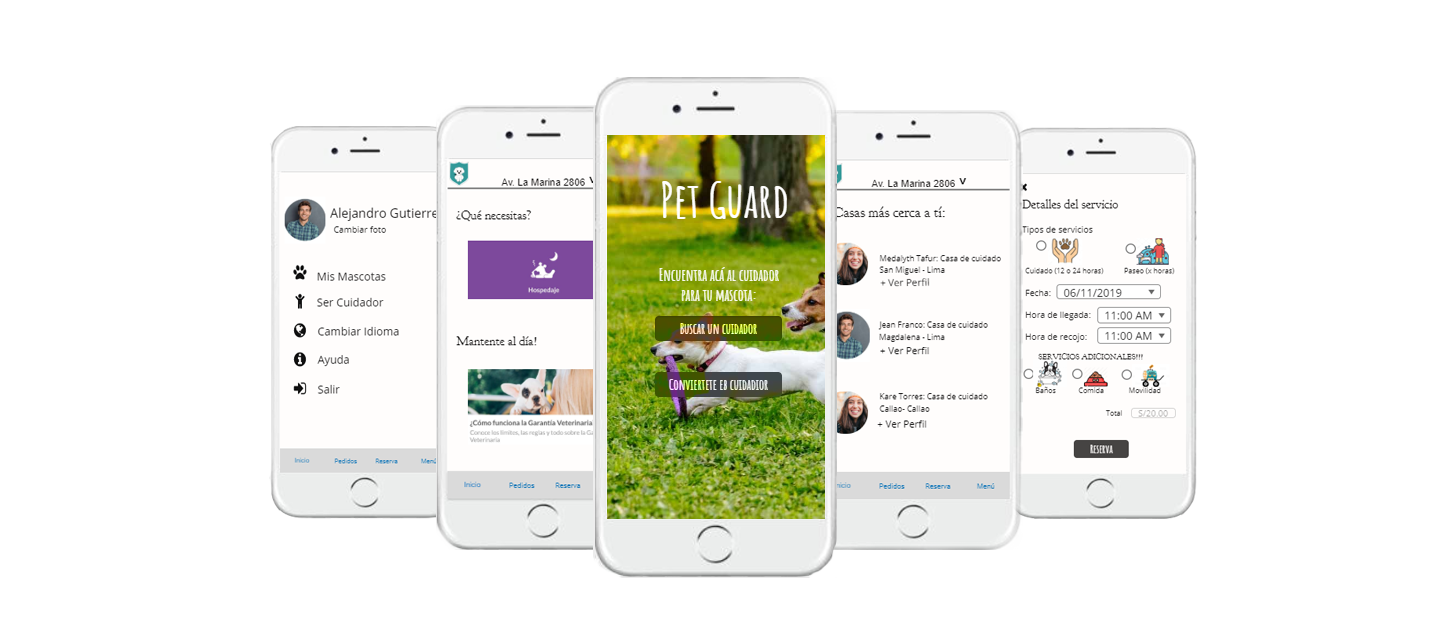 Alejandro Gutierre
Cambiar foto
Mis Mascotas
Ser Cuidador
Cambiar Idioma
Ayuda
Salir
Inicio Pedidos Reserva Menú
Av. La Marina 2806 V
¿Qué necesitas?
Hospedaje
Mantente al día!
¿Cómo funciona la Garantía Veterinaria
Conoce los límites, las reglas y todo sobre la Ga
Veterinaria
Inicio Pedidos Reserva
Pet Guard
Encuentra acá al cuidador
para tu mascota:
Buscar un cuidador
Conviertete eb cuidadior
Av. La Marina 2806 V
Casas más cerca a tí:
Medalyth Tafur: Casa de cuidado
San Miguel - Lima
+ Ver Perfil
Jean Franco: Casa de cuidado
Magdalena - Lima
+ Ver Perfil
Kare Torres: Casa de cuidado
Callao- Callao
+ Ver Perfil
nicio Pedidos Reserva Menú
x
Detalles del servicio
Tipos de servicios
Cuidado (12 o 24 horas) Paseo (x horas)
Fecha: 06/11/2019
Hora de llegada: 11:00 AM
Hora de recojo: 11:00 AM
SERVICIOS ADICIONALES!!!
Baños Comida Movilidad
Total S/20.00
Reserva